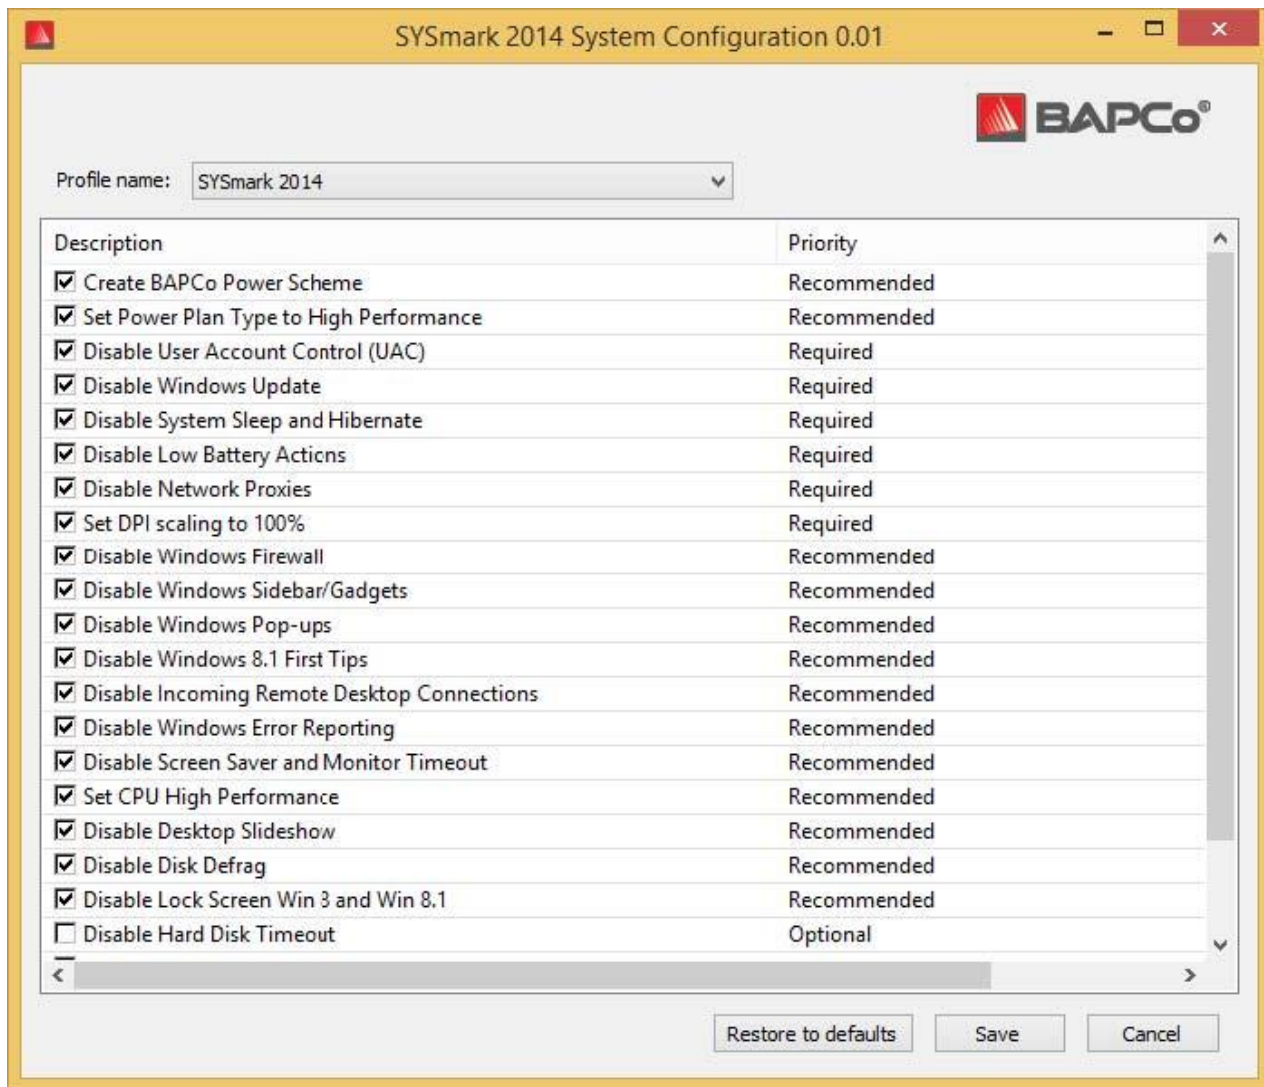 SYSmark 2014 System Configuration 0.01
BAPCo®
Profile name: SYSmark 2014
Description Priority
Create BAPCo Power Scheme Recommended
Set Power Plan Type to High Performance Recommended
Disable User Account Control (UAC) Required
Disable Windows Update Required
Disable System Sleep and Hibernate Required
Disable Low Battery Actions Required
Disable Network Proxies Required
Set DPI scaling to 100% Required
Disable Windows Firewall Recommended
Disable Windows Sidebar/Gadgets Recommended
Disable Windows Pop-ups Recommended
Disable Windows 8.1 First Tips Recommended
Disable Incoming Remote Desktop Connections Recommended
Disable Windows Error Reporting Recommended
Disable Screen Saver and Monitor Timeout Recommended
Set CPU High Performance Recommended
Disable Desktop Slideshow Recommended
Disable Disk Defrag Recommended
Disable Lock Screen Win 8 and Win 8.1 Recommended
Disable Hard Disk Timeout Optional
Restore to defaults Save Cancel